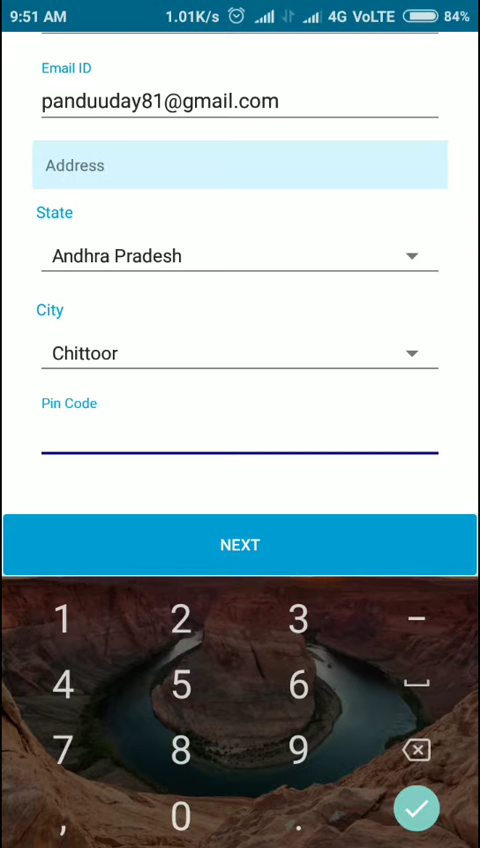 9:51 AM 1.01K/s 4G VoLTE 84%
Email ID
panduuday81@gmail.com
Address
State
Andhra Pradesh
City
Chittoor
Pin Code
NEXT
1 2 3 –
4 5 6
7 8 9
, 0 .